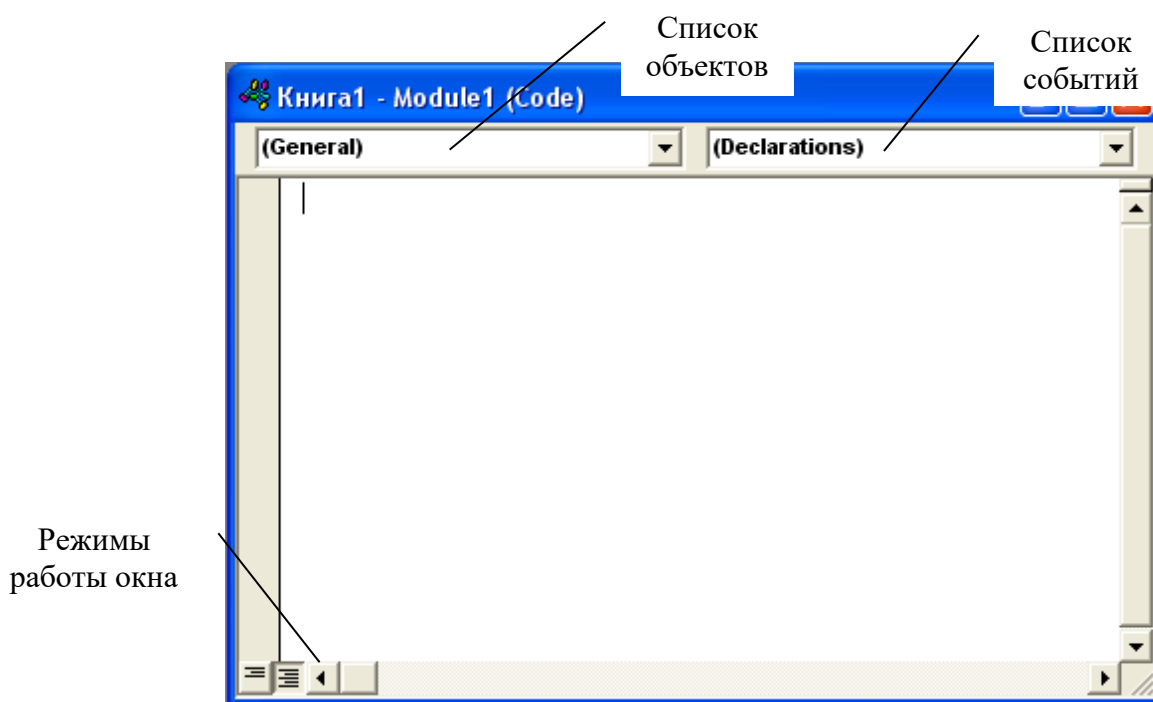 Список
объектов
Список
событий
Книга1 - Module1 (Code)
(General)
(Declarations)
Режимы
работы окна